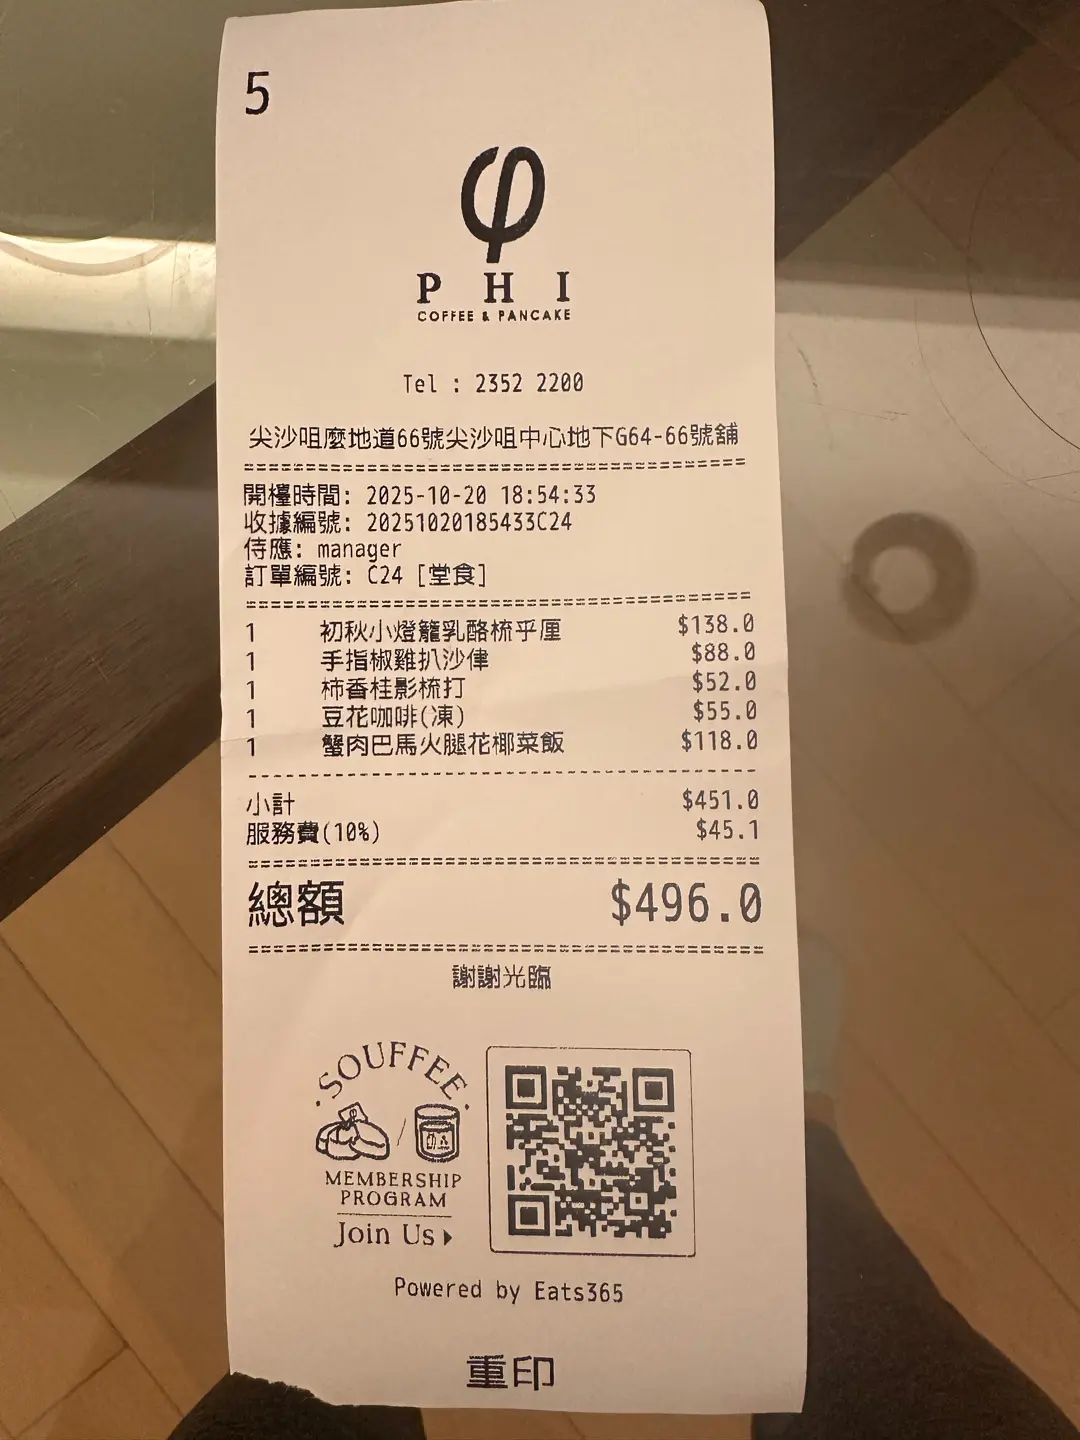 5
φ
PHI
COFFEE & PANCAKE
Tel : 2352 2200
尖沙咀麼地道66號尖沙咀中心地下G64-66號舖
開檯時間: 2025-10-20 18:54:33
收據編號: 20251020185433C24
侍應: manager
訂單編號: C24 [堂食]
1 初秋小燈籠乳酪梳乎厘 $138.0
1 手指椒雞扒沙律 $88.0
1 柿香桂影梳打 $52.0
1 豆花咖啡(凍) $55.0
1 蟹肉巴馬火腿花椰菜飯 $118.0
小計 $451.0
服務費(10%) $45.1
總額 $496.0
謝謝光臨
SOUFFEE
MEMBERSHIP
PROGRAM
Join Us
Powered by Eats365
重印